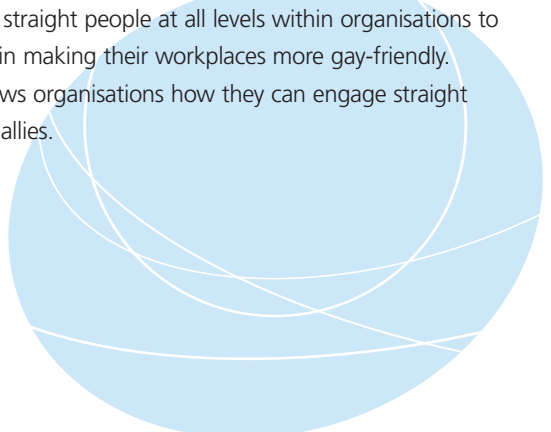 straight people at all levels within organisations to
in making their workplaces more gay-friendly.
ws organisations how they can engage straight
allies.